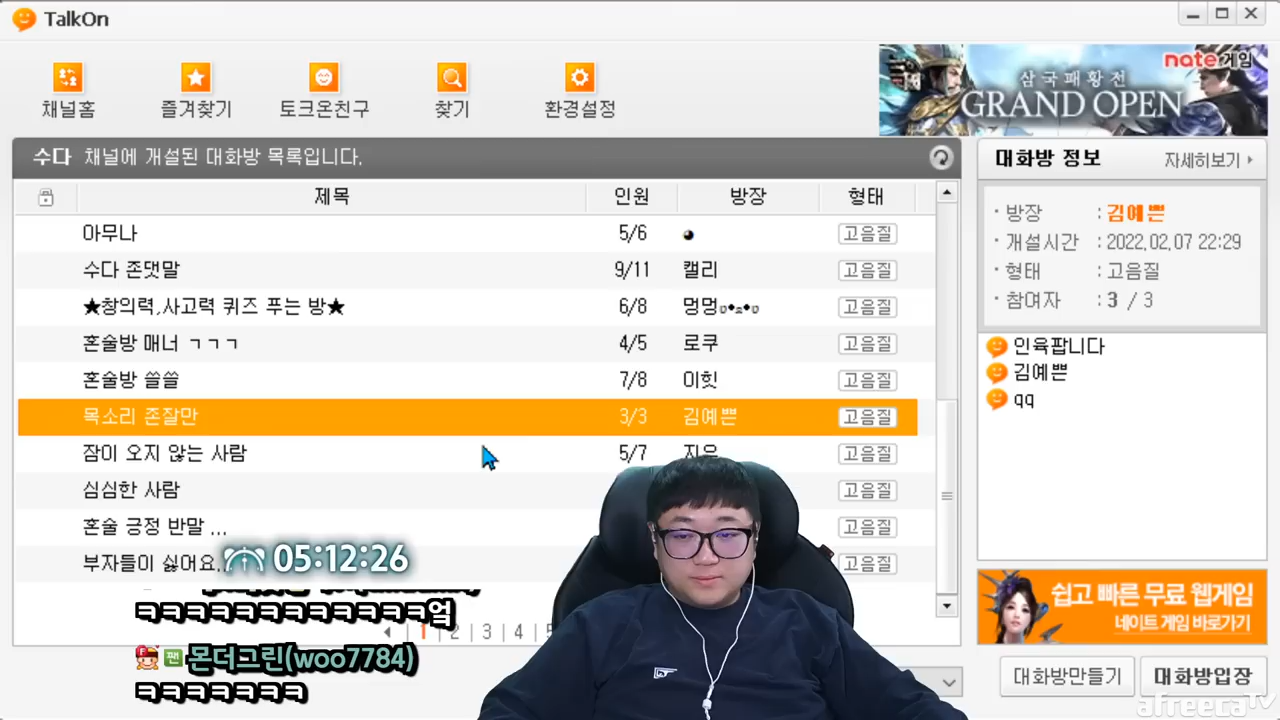 TalkOn
채널홈
즐겨찾기
토크온친구
찾기
환경설정
nate게임
삼국패황전
GRAND OPEN
수다 채널에 개설된 대화방 목록입니다.
제목 인원 방장 형태
아무나 5/6 고음질
수다 존댓말 9/11 캘리 고음질
★창의력,사고력 퀴즈 푸는 방★ 6/8 멍멍 고음질
혼술방 매너 ㄱㄱㄱ 4/5 로쿠 고음질
혼술방 쓸쓸 7/8 이힛 고음질
목소리 존잘만 3/3 김예쁜 고음질
잠이 오지 않는 사람 5/7 지은 고음질
심심한 사람 고음질
혼술 긍정 반말 ... 고음질
부자들이 싫어요. 고음질
05:12:26
ㅋㅋㅋㅋㅋㅋㅋㅋㅋㅋㅋㅋ엌
1 2 3 4
짼 몬더그린(woo7784)
ㅋㅋㅋㅋㅋㅋㅋ
대화방 정보 자세히보기
· 방장 : 김예쁜
· 개설시간 : 2022,02,07 22:29
· 형태 : 고음질
· 참여자 : 3 / 3
인육팝니다
김예쁜
qq
쉽고 빠른 무료 웹게임
네이트 게임 바로가기
대화방만들기
대화방입장
afreecaTV